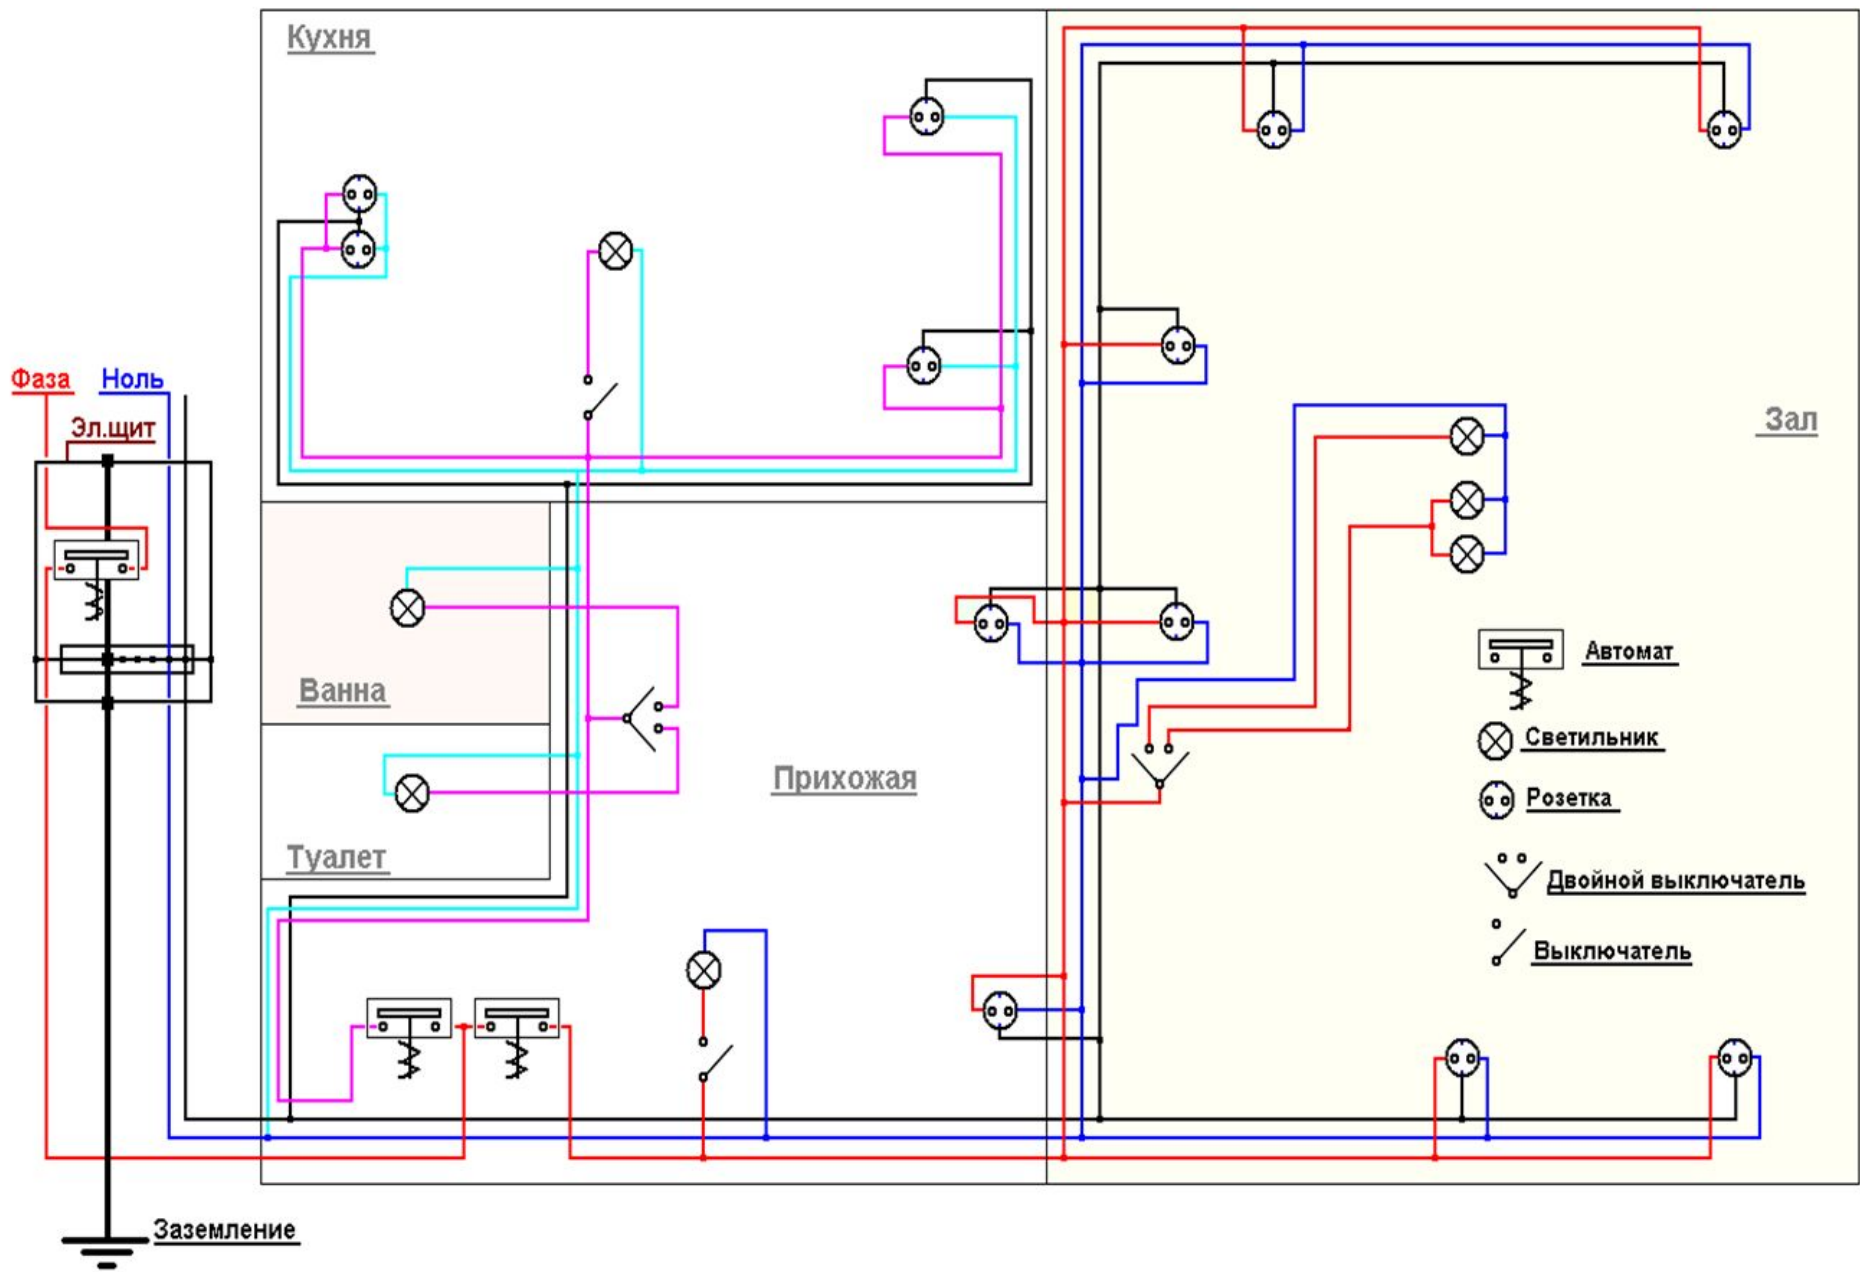 Кухня
Фаза
Ноль
Эл.щит
Зал
Ванна
Прихожая
Туалет
Автомат
Светильник
Розетка
Двойной выключатель
Выключатель
Заземление